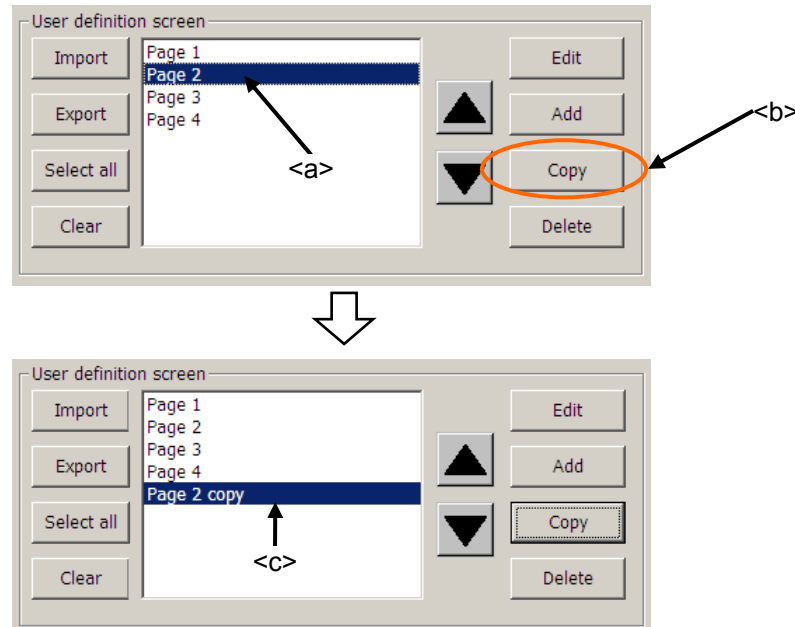 User definition screen
Import
Page 1
Page 2
Page 3
Page 4
Edit
Export
Add
<b>
Select all
<a>
Copy
Clear
Delete
User definition screen
Import
Page 1
Page 2
Page 3
Page 4
Page 2 copy
Edit
Export
Add
Select all
Copy
<c>
Clear
Delete